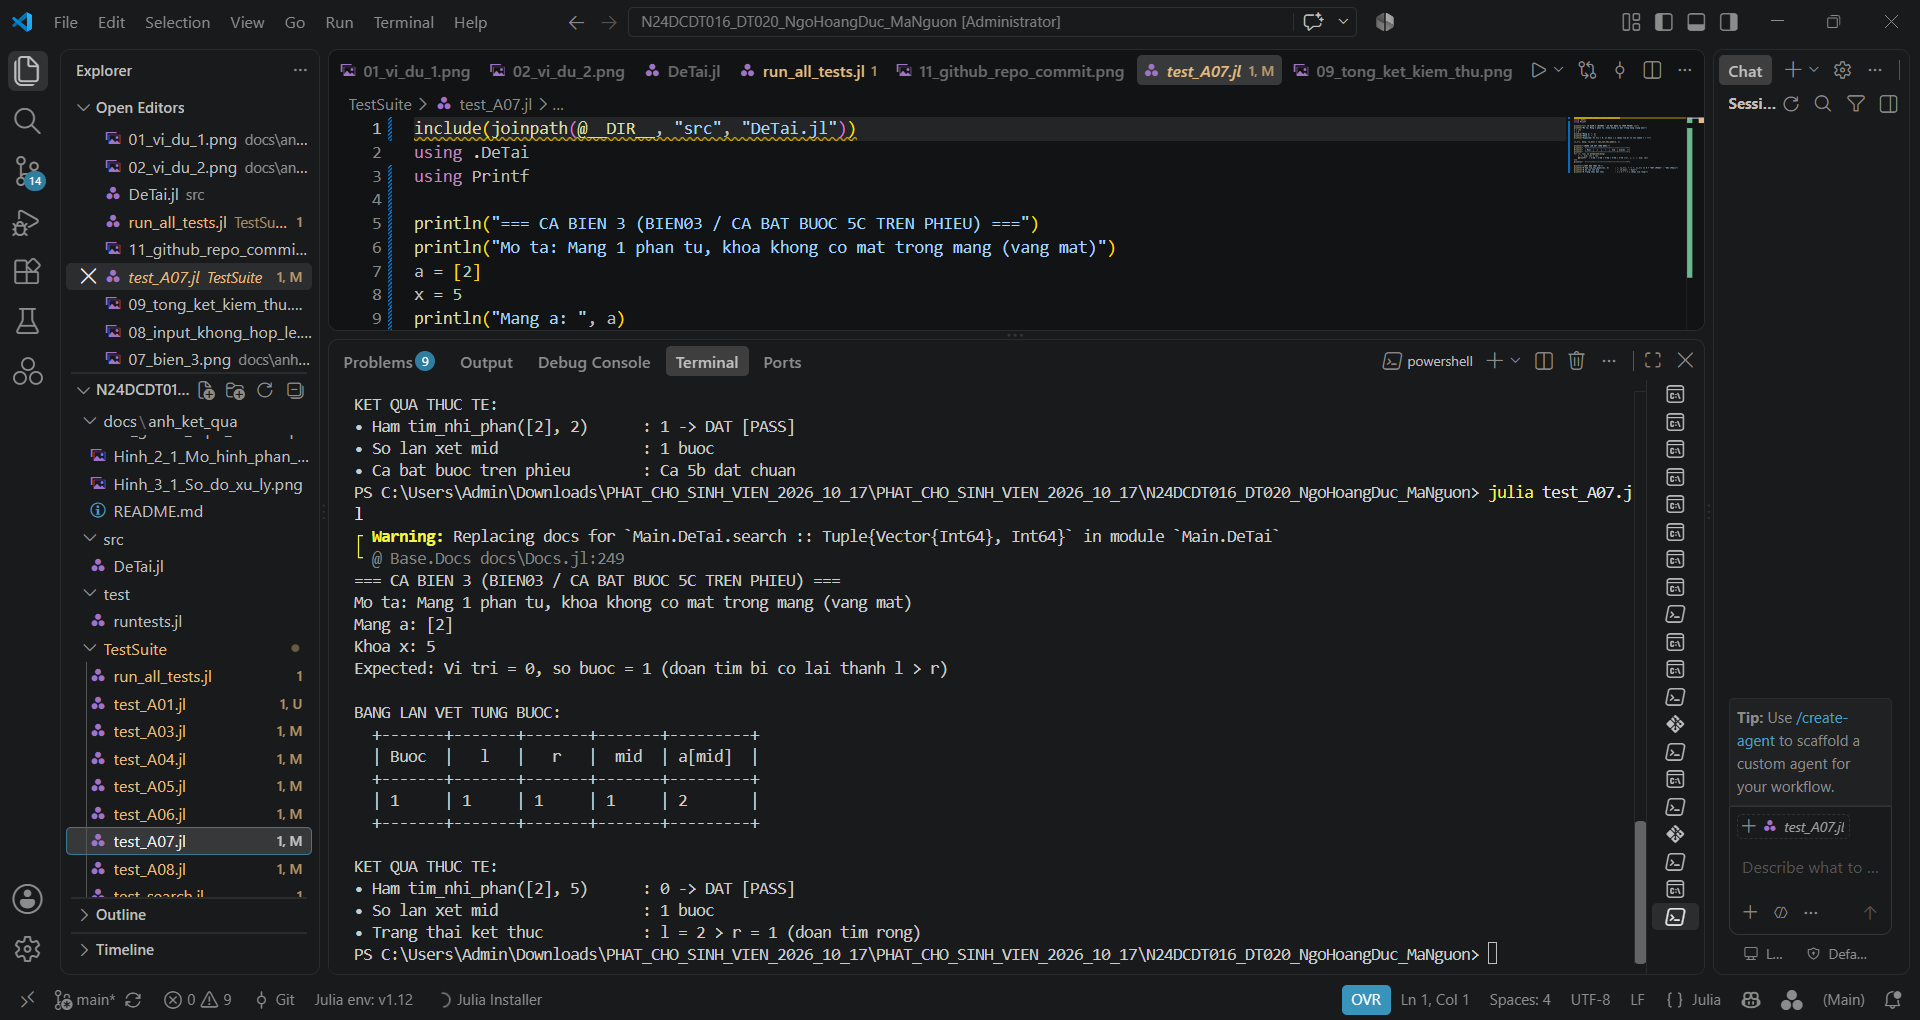 File Edit Selection View Go Run Terminal Help
N24DCDT016_DT020_NgoHoangDuc_MaNguon [Administrator]
Explorer
Open Editors
01_vi_du_1.png docs\an...
02_vi_du_2.png docs\an...
DeTai.jl src
run_all_tests.jl TestSu... 1
11_github_repo_commi...
test_A07.jl TestSuite 1, M
09_tong_ket_kiem_thu....
08_input_khong_hop_le....
07_bien_3.png docs\anh...
N24DCDT01...
docs\anh_ket_qua
Hinh_2_1_Mo_hinh_phan_...
Hinh_3_1_So_do_xu_ly.png
README.md
src
DeTai.jl
test
runtests.jl
TestSuite
run_all_tests.jl 1
test_A01.jl 1, U
test_A03.jl 1, M
test_A04.jl 1, M
test_A05.jl 1, M
test_A06.jl 1, M
test_A07.jl 1, M
test_A08.jl 1, M
test_search.jl 1
Outline
Timeline
14
01_vi_du_1.png 02_vi_du_2.png DeTai.jl run_all_tests.jl 1 11_github_repo_commit.png test_A07.jl 1, M 09_tong_ket_kiem_thu.png
TestSuite > test_A07.jl > ...
1 include(joinpath(@__DIR__, "src", "DeTai.jl"))
2 using .DeTai
3 using Printf
4
5 println("=== CA BIEN 3 (BIEN03 / CA BAT BUOC 5C TREN PHIEU) ===")
6 println("Mo ta: Mang 1 phan tu, khoa khong co mat trong mang (vang mat)")
7 a = [2]
8 x = 5
9 println("Mang a: ", a)
Problems 9 Output Debug Console Terminal Ports
powershell
KET QUA THUC TE:
• Ham tim_nhi_phan([2], 2) : 1 -> DAT [PASS]
• So lan xet mid : 1 buoc
• Ca bat buoc tren phieu : Ca 5b dat chuan
PS C:\Users\Admin\Downloads\PHAT_CHO_SINH_VIEN_2026_10_17\PHAT_CHO_SINH_VIEN_2026_10_17\N24DCDT016_DT020_NgoHoangDuc_MaNguon> julia test_A07.j
l
Warning: Replacing docs for `Main.DeTai.search :: Tuple{Vector{Int64}, Int64}` in module `Main.DeTai`
@ Base.Docs docs\Docs.jl:249
=== CA BIEN 3 (BIEN03 / CA BAT BUOC 5C TREN PHIEU) ===
Mo ta: Mang 1 phan tu, khoa khong co mat trong mang (vang mat)
Mang a: [2]
Khoa x: 5
Expected: Vi tri = 0, so buoc = 1 (doan tim bi co lai thanh l > r)
BANG LAN VET TUNG BUOC:
+-------+-------+-------+-------+---------+
| Buoc | l | r | mid | a[mid] |
+-------+-------+-------+-------+---------+
| 1 | 1 | 1 | 1 | 2 |
+-------+-------+-------+-------+---------+
KET QUA THUC TE:
• Ham tim_nhi_phan([2], 5) : 0 -> DAT [PASS]
• So lan xet mid : 1 buoc
• Trang thai ket thuc : l = 2 > r = 1 (doan tim rong)
PS C:\Users\Admin\Downloads\PHAT_CHO_SINH_VIEN_2026_10_17\PHAT_CHO_SINH_VIEN_2026_10_17\N24DCDT016_DT020_NgoHoangDuc_MaNguon>
Chat
Sessi...
Tip: Use /create-
agent to scaffold a
custom agent for
your workflow.
test_A07.jl
Describe what to ...
L... Defa...
main* 0 9 Git Julia env: v1.12 Julia Installer
OVR Ln 1, Col 1 Spaces: 4 UTF-8 LF { } Julia (Main)